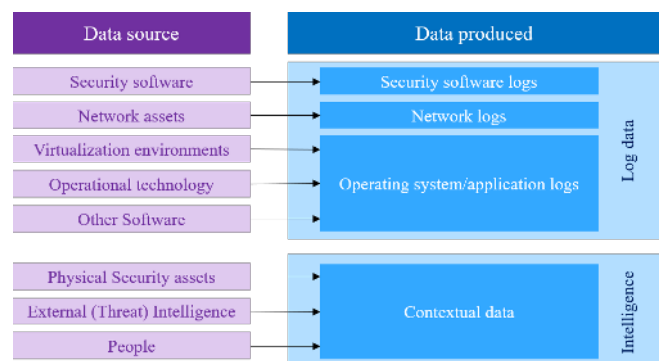 Data source
Data produced
Security software
Security software logs
Network assets
Network logs
Virtualization environments
Operational technology
Operating system/application logs
Other Software
Log data
Physical Security assets
External (Threat) Intelligence
Contextual data
People
Intelligence